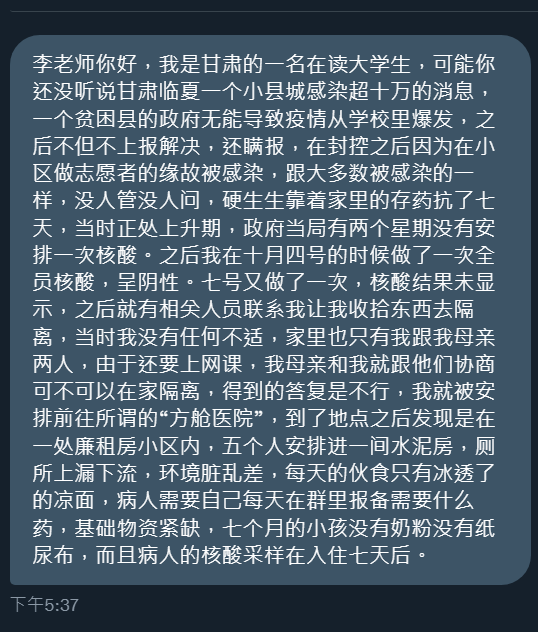 李老师你好，我是甘肃的一名在读大学生，可能你
还没听说甘肃临夏一个小县城感染超十万的消息，
一个贫困县的政府无能导致疫情从学校里爆发，之
后不但不上报解决，还瞒报，在封控之后因为在小
区做志愿者的缘故被感染，跟大多数被感染的一
样，没人管没人问，硬生生靠着家里的存药抗了七
天，当时正处上升期，政府当局有两个星期没有安
排一次核酸。之后我在十月四号的时候做了一次全
员核酸，呈阴性。七号又做了一次，核酸结果未显
示，之后就有相关人员联系我让我收拾东西去隔
离，当时我没有任何不适，家里也只有我跟我母亲
两人，由于还要上网课，我母亲和我就跟他们协商
可不可以在家隔离，得到的答复是不行，我就被安
排前往所谓的“方舱医院”，到了地点之后发现是在
一处廉租房小区内，五个人安排进一间水泥房，厕
所上漏下流，环境脏乱差，每天的伙食只有冰透了
的凉面，病人需要自己每天在群里报备需要什么
药，基础物资紧缺，七个月的小孩没有奶粉没有纸
尿布，而且病人的核酸采样在入住七天后。
下午5:37